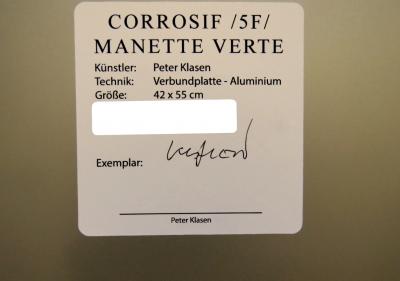 CORROSIF /5F/
MANETTE VERTE
Künstler: Peter Klasen
Technik: Verbundplatte - Aluminium
Größe: 42 x 55 cm
Exemplar:
Peter Klasen